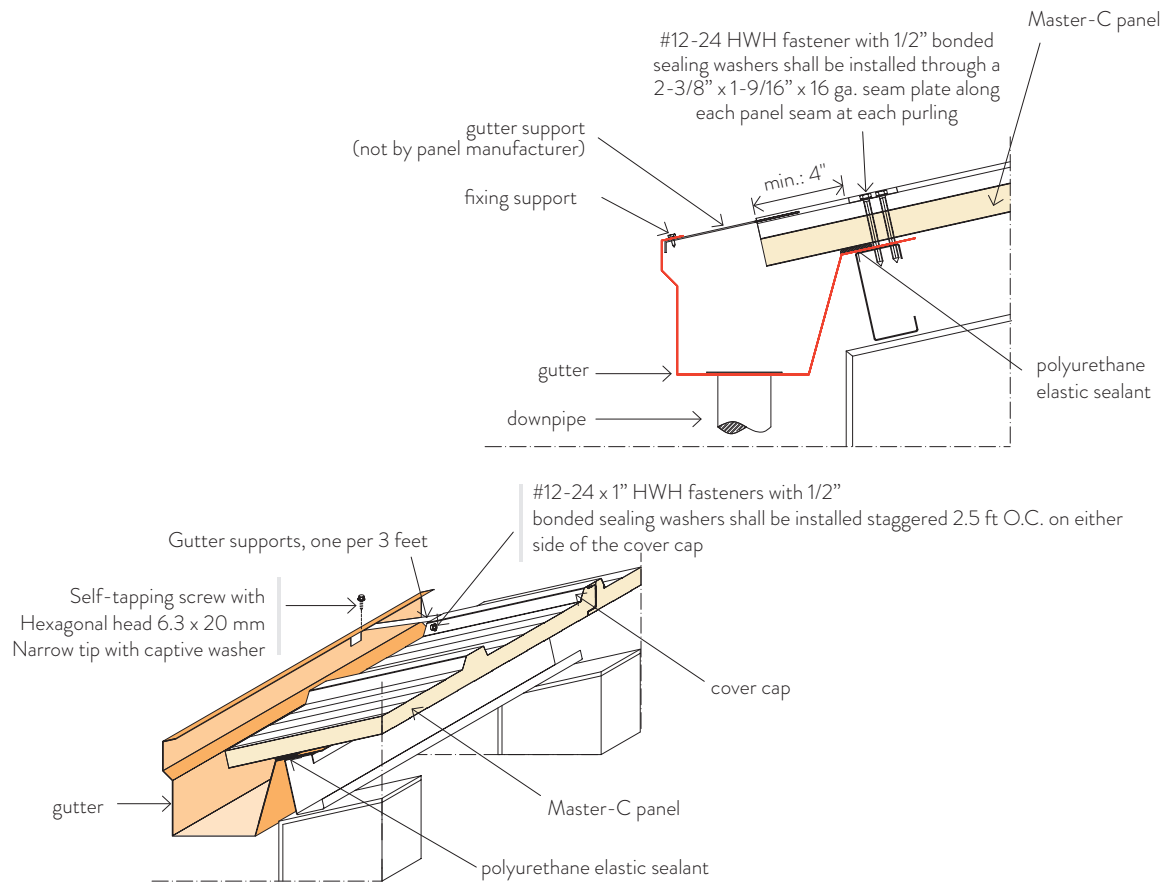 Master-C panel
#12-24 HWH fastener with 1/2” bonded
sealing washers shall be installed through a
2-3/8” x 1-9/16” x 16 ga. seam plate along
each panel seam at each purling
gutter support
(not by panel manufacturer)
min.: 4"
fixing support
gutter
polyurethane
elastic sealant
downpipe
#12-24 x 1” HWH fasteners with 1/2”
bonded sealing washers shall be installed staggered 2.5 ft O.C. on either
side of the cover cap
Gutter supports, one per 3 feet
Self-tapping screw with
Hexagonal head 6.3 x 20 mm
Narrow tip with captive washer
cover cap
gutter
Master-C panel
polyurethane elastic sealant